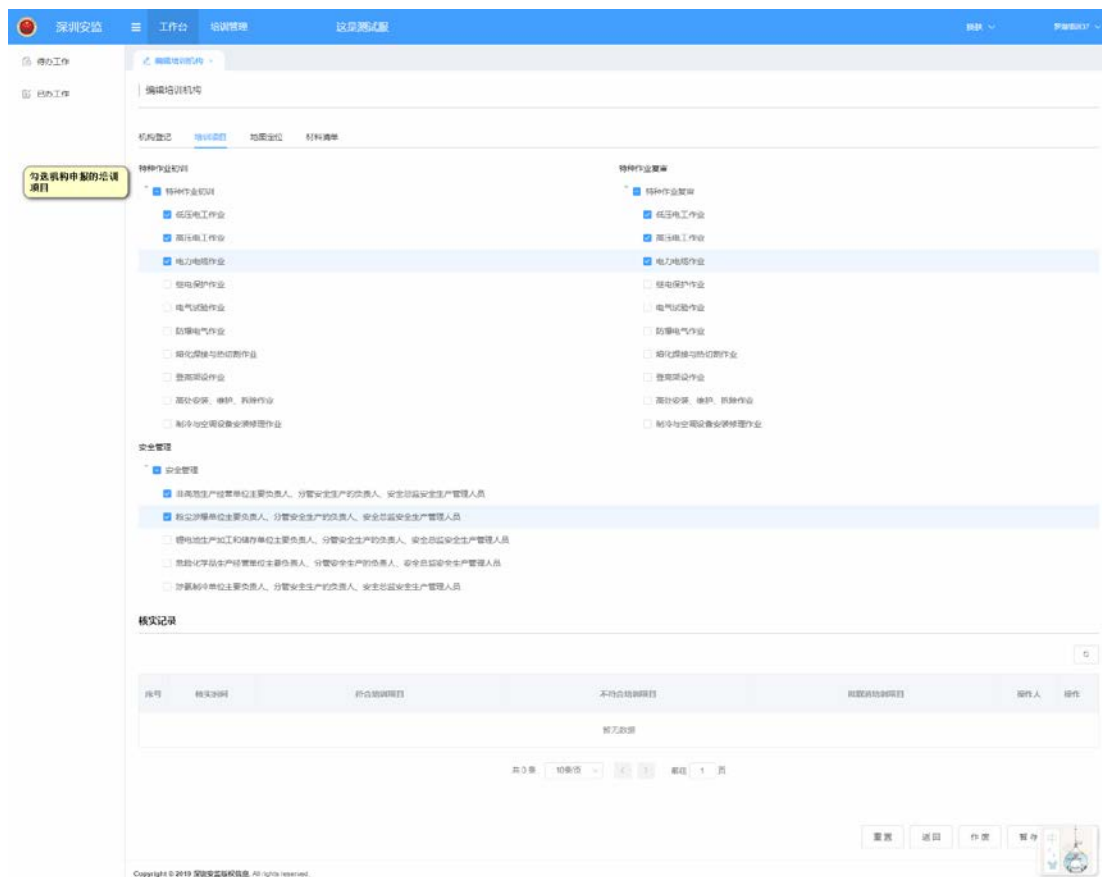 深圳安监 工作台 培训管理 这是测试服
待办工作
已办工作
编辑培训机构
编辑培训机构
机构登记 培训项目 地图定位 材料清单
勾选机构申报的培训
项目
特种作业初训 特种作业复审
特种作业初训 特种作业复审
低压电工作业 低压电工作业
高压电工作业 高压电工作业
电力电缆作业 电力电缆作业
继电保护作业 继电保护作业
电气试验作业 电气试验作业
防爆电气作业 防爆电气作业
熔化焊接与热切割作业 熔化焊接与热切割作业
登高架设作业 登高架设作业
高处安装、维护、拆除作业 高处安装、维护、拆除作业
制冷与空调设备安装修理作业 制冷与空调设备安装修理作业
安全管理
安全管理
非高危生产经营单位主要负责人、分管安全生产的负责人、安全总监安全生产管理人员
粉尘涉爆单位主要负责人、分管安全生产的负责人、安全总监安全生产管理人员
锂电池生产加工和储存单位主要负责人、分管安全生产的负责人、安全总监安全生产管理人员
危险化学品生产经营单位主要负责人、分管安全生产的负责人、安全总监安全生产管理人员
涉氨制冷单位主要负责人、分管安全生产的负责人、安全总监安全生产管理人员
核实记录
序号 核实时间 符合培训项目 不符合培训项目 拟取消培训项目 操作人 操作
暂无数据
共 0 条 10条/页 前往 1 页
重置 返回 作废 暂存
Copyright © 2019 深圳安监版权信息. All rights reserved.